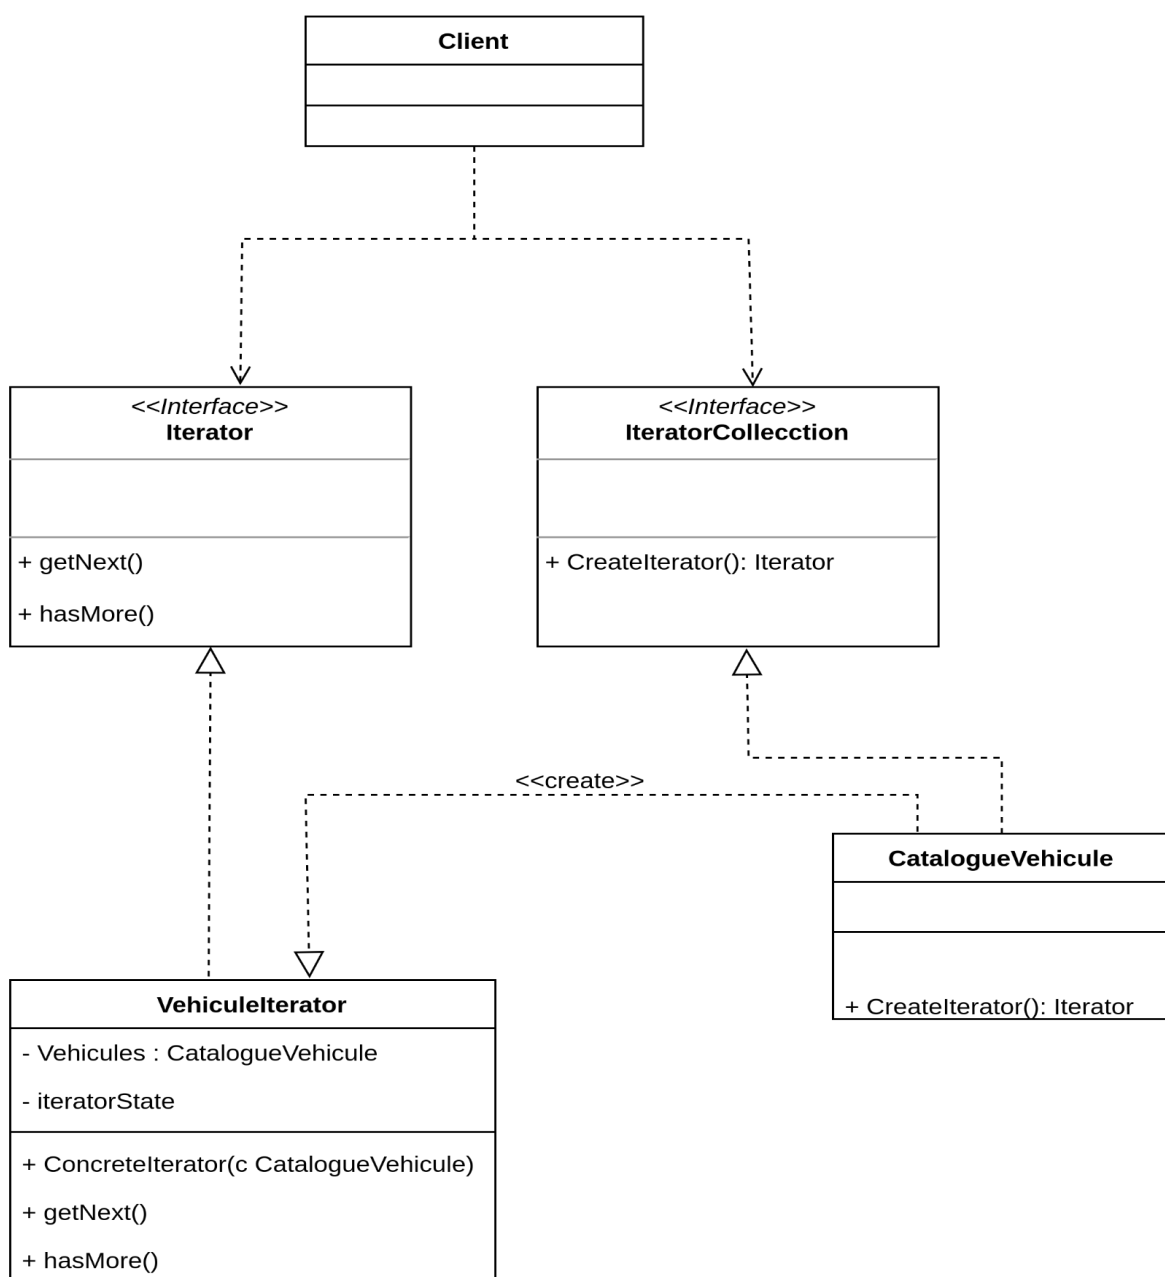 Client
<<Interface>>
Iterator
+ getNext()
+ hasMore()
<<Interface>>
IteratorCollecction
+ CreateIterator(): Iterator
<<create>>
CatalogueVehicule
+ CreateIterator(): Iterator
VehiculeIterator
- Vehicules : CatalogueVehicule
- iteratorState
+ ConcreteIterator(c CatalogueVehicule)
+ getNext()
+ hasMore()